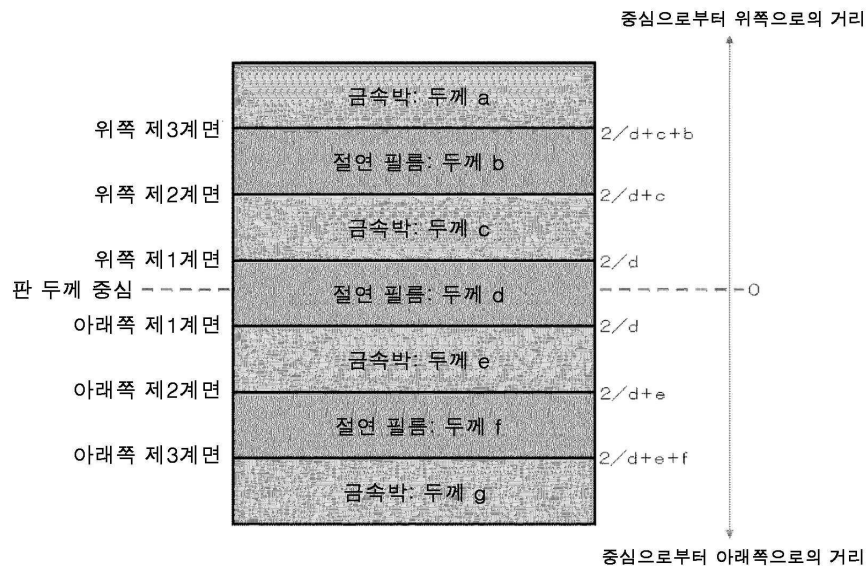 중심으로부터 위쪽으로의 거리
금속박: 두께 a
위쪽 제3계면
2/d+c+b
절연 필름: 두께 b
위쪽 제2계면
2/d+c
금속박: 두께 c
위쪽 제1계면
2/d
판 두께 중심
절연 필름: 두께 d
0
아래쪽 제1계면
2/d
금속박: 두께 e
아래쪽 제2계면
2/d+e
절연 필름: 두께 f
아래쪽 제3계면
2/d+e+f
금속박: 두께 g
중심으로부터 아래쪽으로의 거리